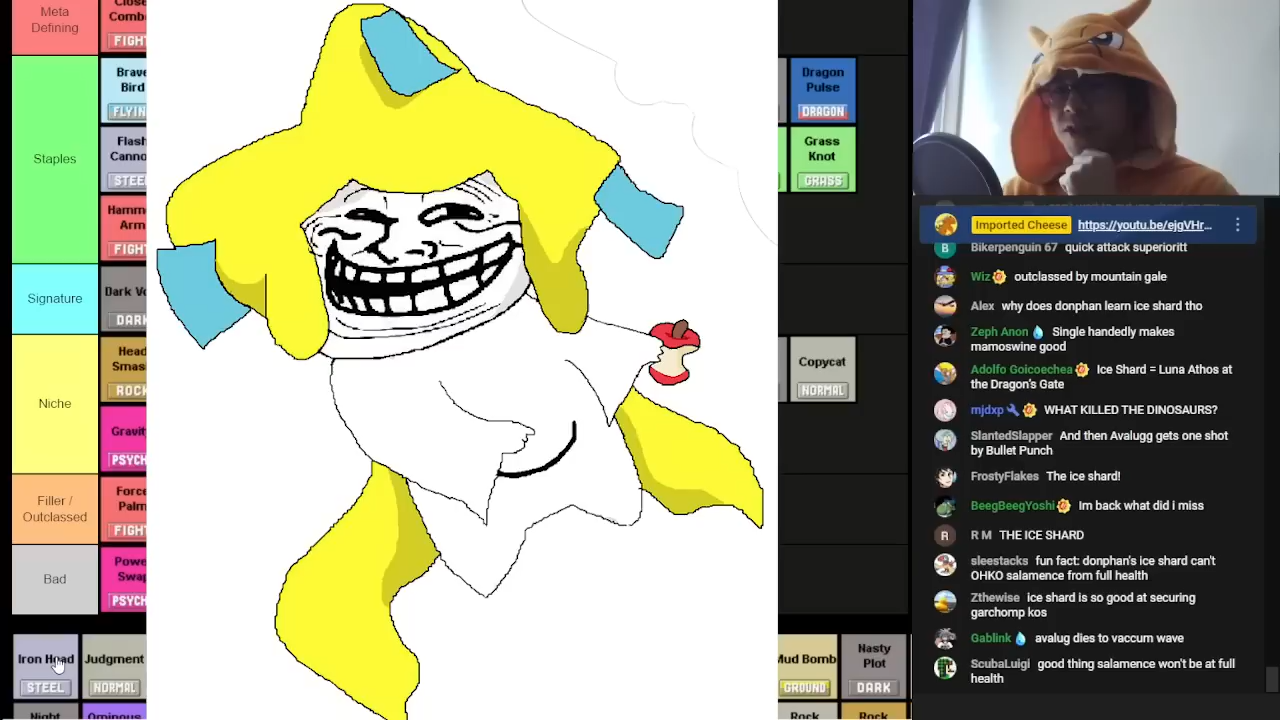 Meta
Defining
Close
Comb
FIGHT
Staples
Brave
Bird
FLYIN
Flash
Canno
STEE
Hamm
Arm
FIGHT
Dragon
Pulse
DRAGON
Grass
Knot
GRASS
Signature
Dark Vo
DARK
Niche
Head
Smas
ROCK
Gravit
PSYCH
Copycat
NORMAL
Filler /
Outclassed
Force
Palm
FIGHT
Bad
Powe
Swap
PSYCH
Iron Head
STEEL
Judgment
NORMAL
Mud Bomb
GROUND
Nasty
Plot
DARK
Night
Ominous
Rock
Rock
Imported Cheese https://youtu.be/ejgVHr...
Bikerpenguin 67 quick attack superioritt
Wiz outclassed by mountain gale
Alex why does donphan learn ice shard tho
Zeph Anon Single handedly makes
mamoswine good
Adolfo Goicoechea Ice Shard = Luna Athos at
the Dragon's Gate
mjdxp WHAT KILLED THE DINOSAURS?
SlantedSlapper And then Avalugg gets one shot
by Bullet Punch
FrostyFlakes The ice shard!
BeegBeegYoshi Im back what did i miss
R M THE ICE SHARD
sleestacks fun fact: donphan's ice shard can't
OHKO salamence from full health
Zthewise ice shard is so good at securing
garchomp kos
Gablink avalug dies to vaccum wave
ScubaLuigi good thing salamence won't be at full
health